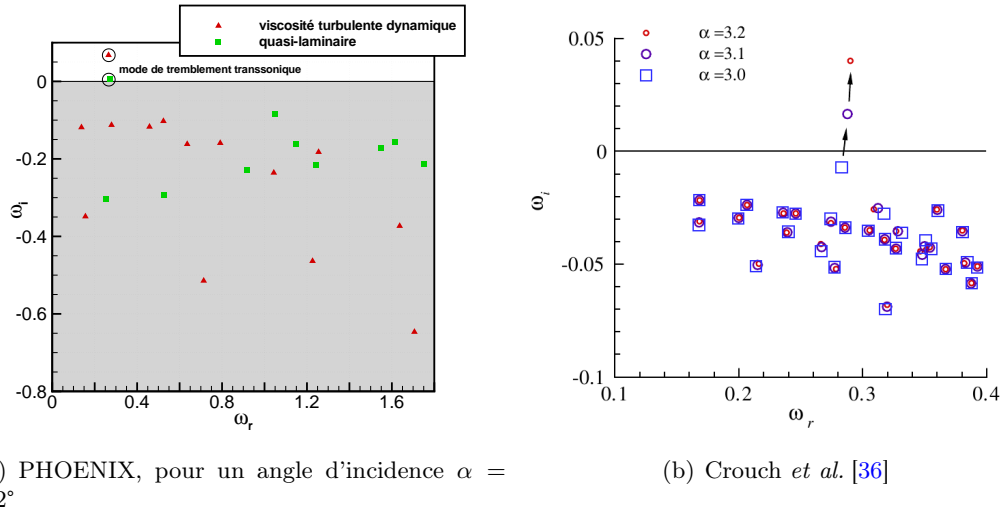 viscosité turbulente dynamique
quasi-laminaire
mode de tremblement transsonique
0
-0.2
-0.4
-0.6
-0.8
ωi
0 0.4 0.8 1.2 1.6
ωr
b
α =3.2
α =3.1
α =3.0
0.05
0
-0.05
-0.1
ω i
0.1 0.2 0.3 0.4
ω r
) PHOENIX, pour un angle d'incidence α =
2°
(b) Crouch et al. [36]